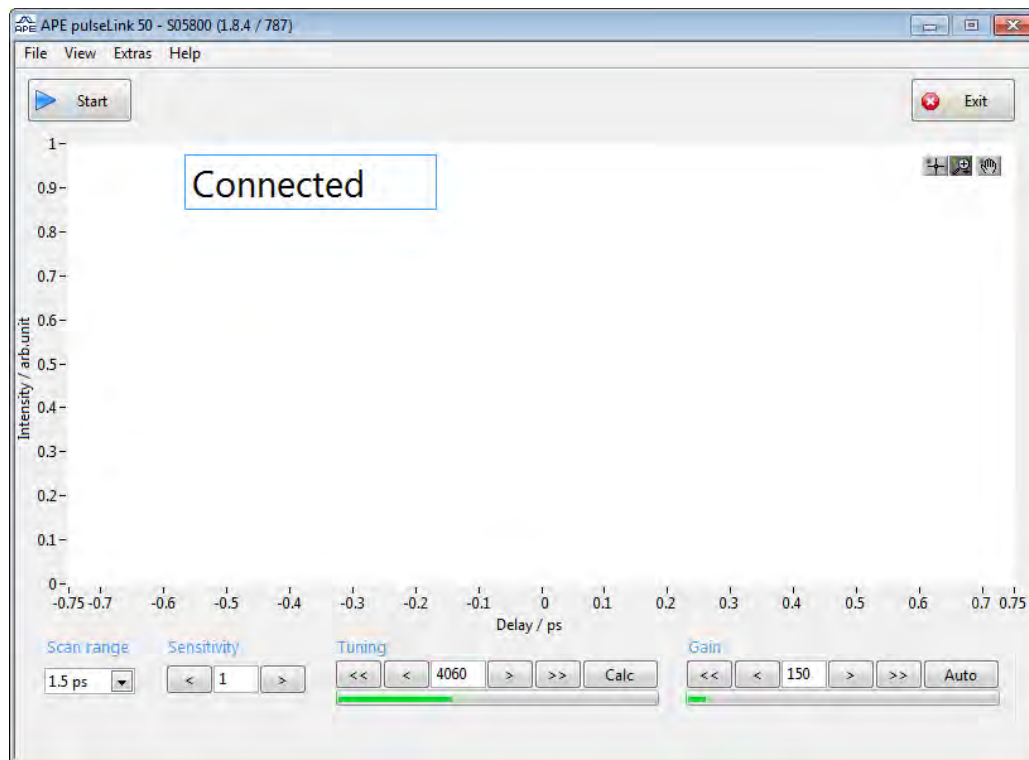 APE pulseLink 50 - S05800 (1.8.4 / 787)
File View Extras Help
Start
Exit
Connected
1
0.9
0.8
0.7
0.6
0.5
0.4
0.3
0.2
0.1
0
Intensity / arb.unit
-0.75 -0.7 -0.6 -0.5 -0.4 -0.3 -0.2 -0.1 0 0.1 0.2 0.3 0.4 0.5 0.6 0.7 0.75
Delay / ps
Scan range Sensitivity Tuning Gain
1.5 ps < 1 > << < 4060 > >> Calc << < 150 > >> Auto